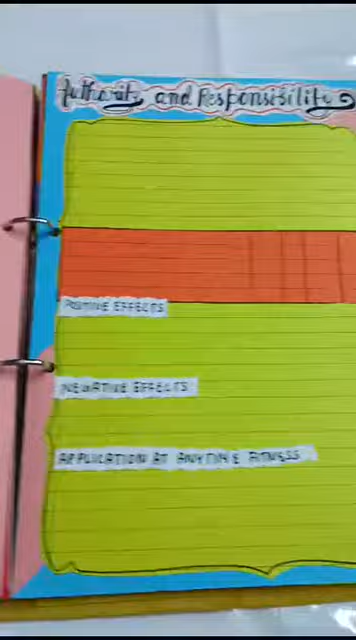 Authority and Responsibility
POSITIVE EFFECTS
NEGATIVE EFFECTS
APPLICATION AT ANYTIME FITNESS